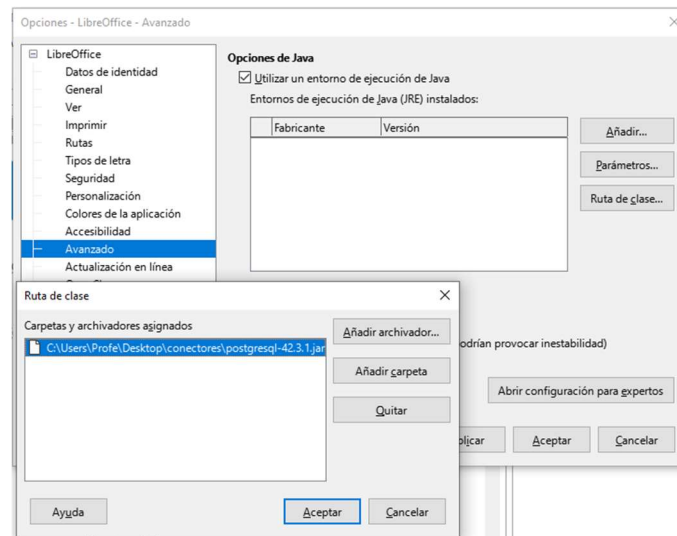 Opciones - LibreOffice - Avanzado
LibreOffice
Datos de identidad
General
Ver
Imprimir
Rutas
Tipos de letra
Seguridad
Personalización
Colores de la aplicación
Accesibilidad
Avanzado
Actualización en línea
Opciones de Java
Utilizar un entorno de ejecución de Java
Entornos de ejecución de Java (JRE) instalados:
Fabricante Versión
Añadir...
Parámetros...
Ruta de clase...
odrían provocar inestabilidad)
Abrir configuración para expertos
plicar Aceptar Cancelar
Ruta de clase
Carpetas y archivadores asignados
C:\Users\Profe\Desktop\conectores\postgresql-42.3.1.jar
Añadir archivador...
Añadir carpeta
Quitar
Ayuda Aceptar Cancelar